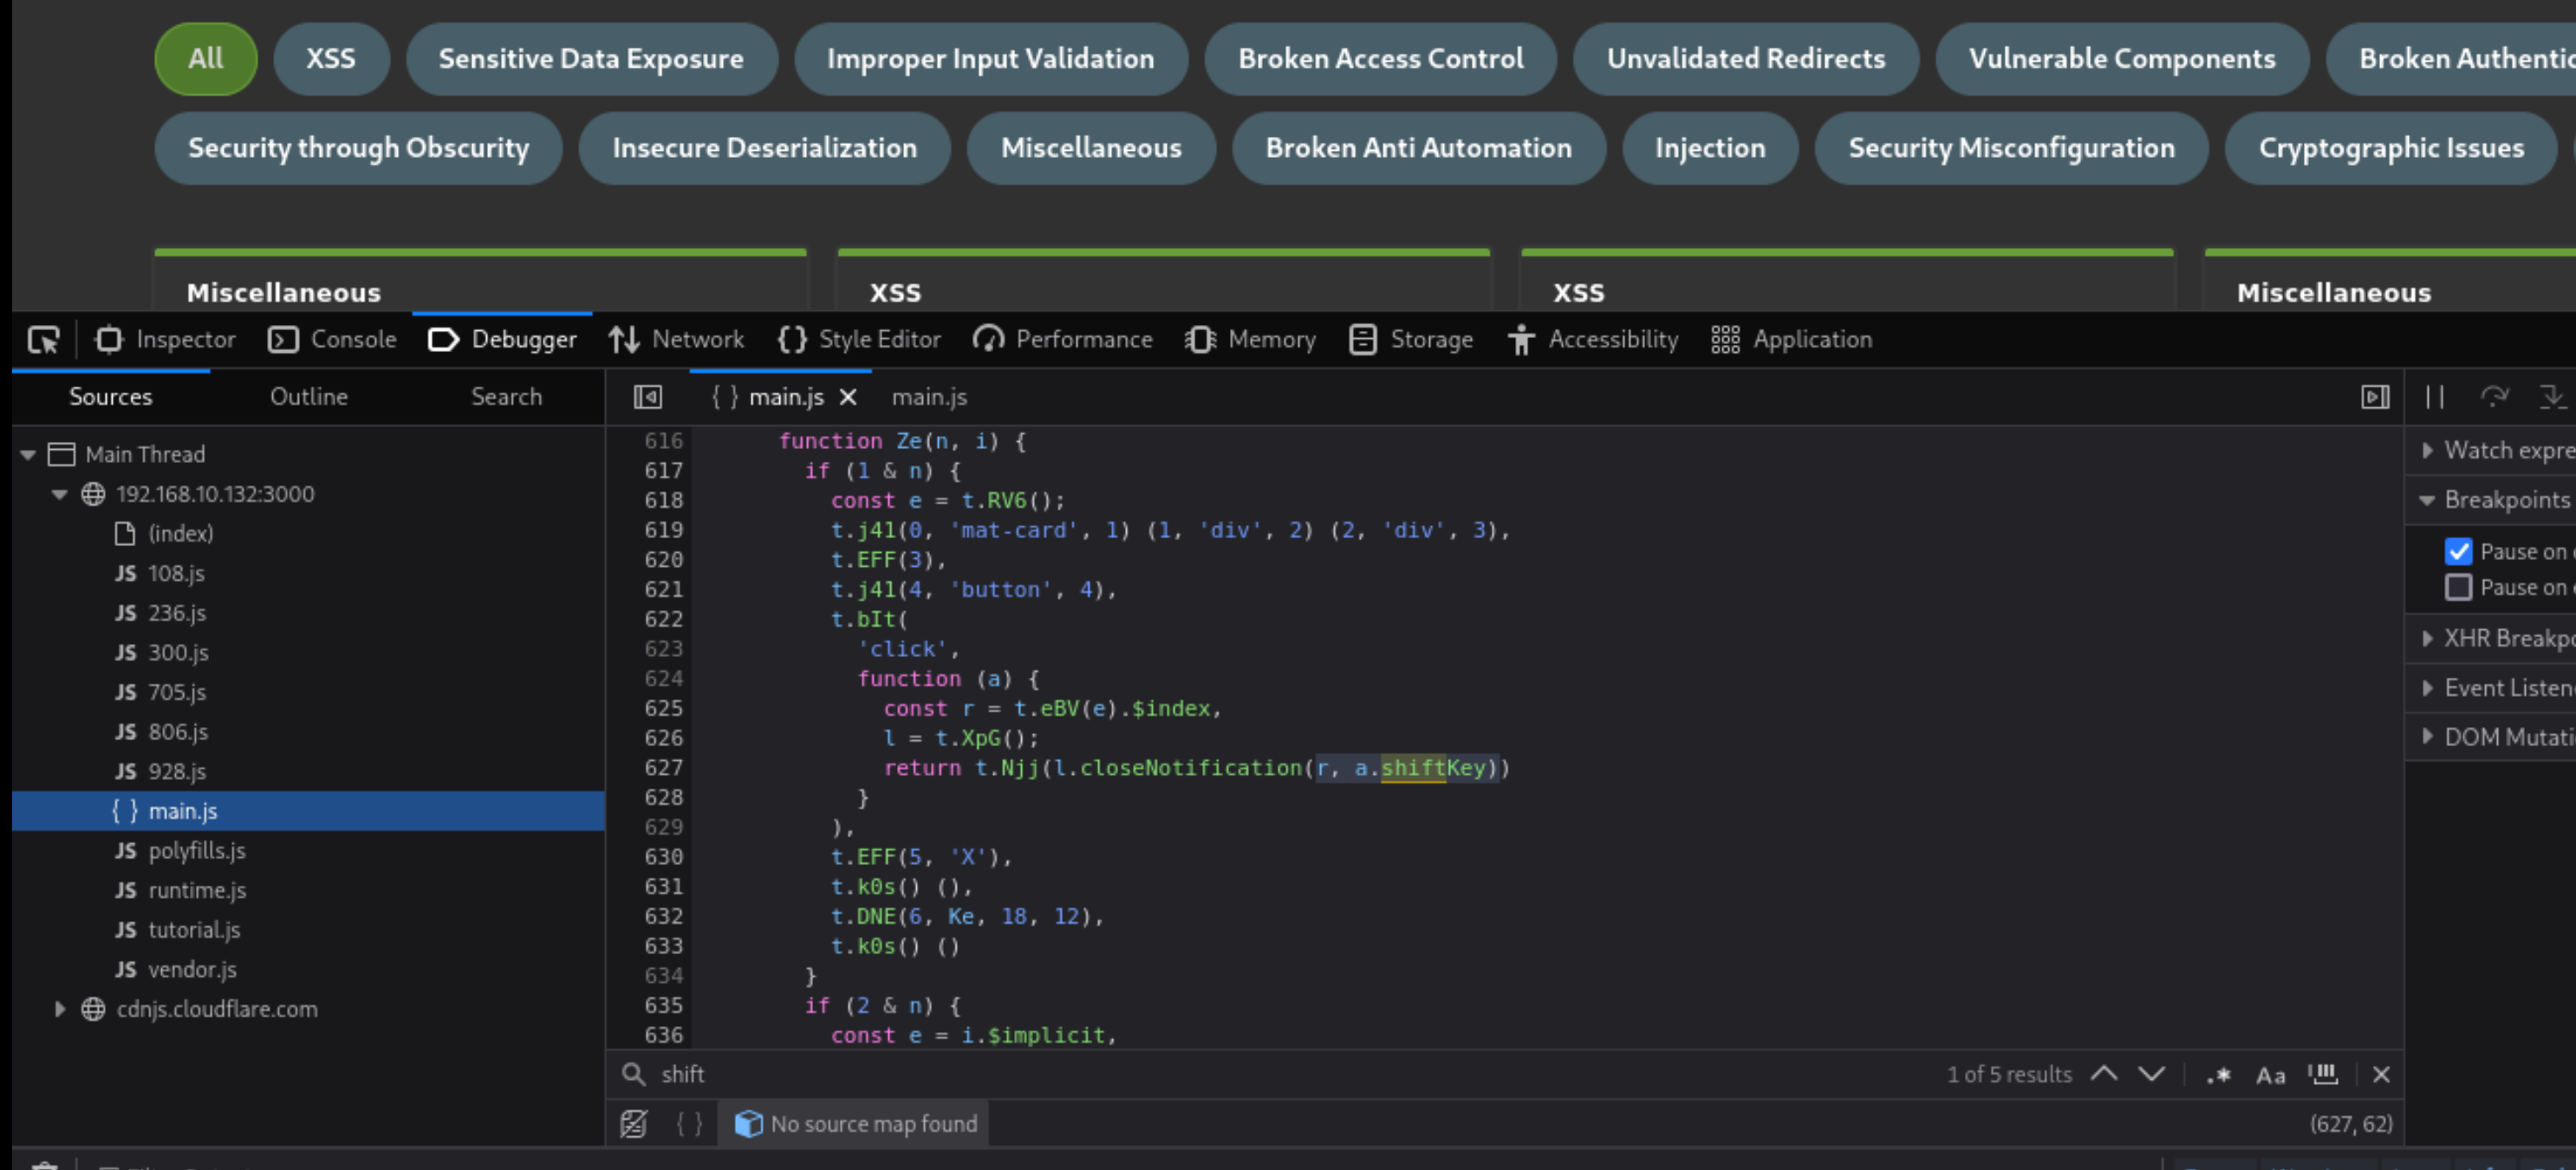 All XSS Sensitive Data Exposure Improper Input Validation Broken Access Control Unvalidated Redirects Vulnerable Components Broken
Security through Obscurity Insecure Deserialization Miscellaneous Broken Anti Automation Injection Security Misconfiguration Cryptographic Issues
Miscellaneous XSS XSS Miscellaneous
Inspector Console Debugger Network Style Editor Performance Memory Storage Accessibility Application
Sources Outline Search
{ } main.js main.js
Main Thread
192.168.10.132:3000
(index)
JS 108.js
JS 236.js
JS 300.js
JS 705.js
JS 806.js
JS 928.js
{ } main.js
JS polyfills.js
JS runtime.js
JS tutorial.js
JS vendor.js
cdnjs.cloudflare.com
616 function Ze(n, i) {
617 if (1 & n) {
618 const e = t.RV6();
619 t.j41(0, 'mat-card', 1) (1, 'div', 2) (2, 'div', 3),
620 t.EFF(3),
621 t.j41(4, 'button', 4),
622 t.bIt(
623 'click',
624 function (a) {
625 const r = t.eBV(e).$index,
626 l = t.XpG();
627 return t.Njj(l.closeNotification(r, a.shiftKey))
628 }
629 ),
630 t.EFF(5, 'X'),
631 t.k0s() (),
632 t.DNE(6, Ke, 18, 12),
633 t.k0s() ()
634 }
635 if (2 & n) {
636 const e = i.$implicit,
shift 1 of 5 results .* Aa
{ } No source map found (627, 62)
Watch
Breakpoints
Pause on
Pause on
XHR
Event
DOM